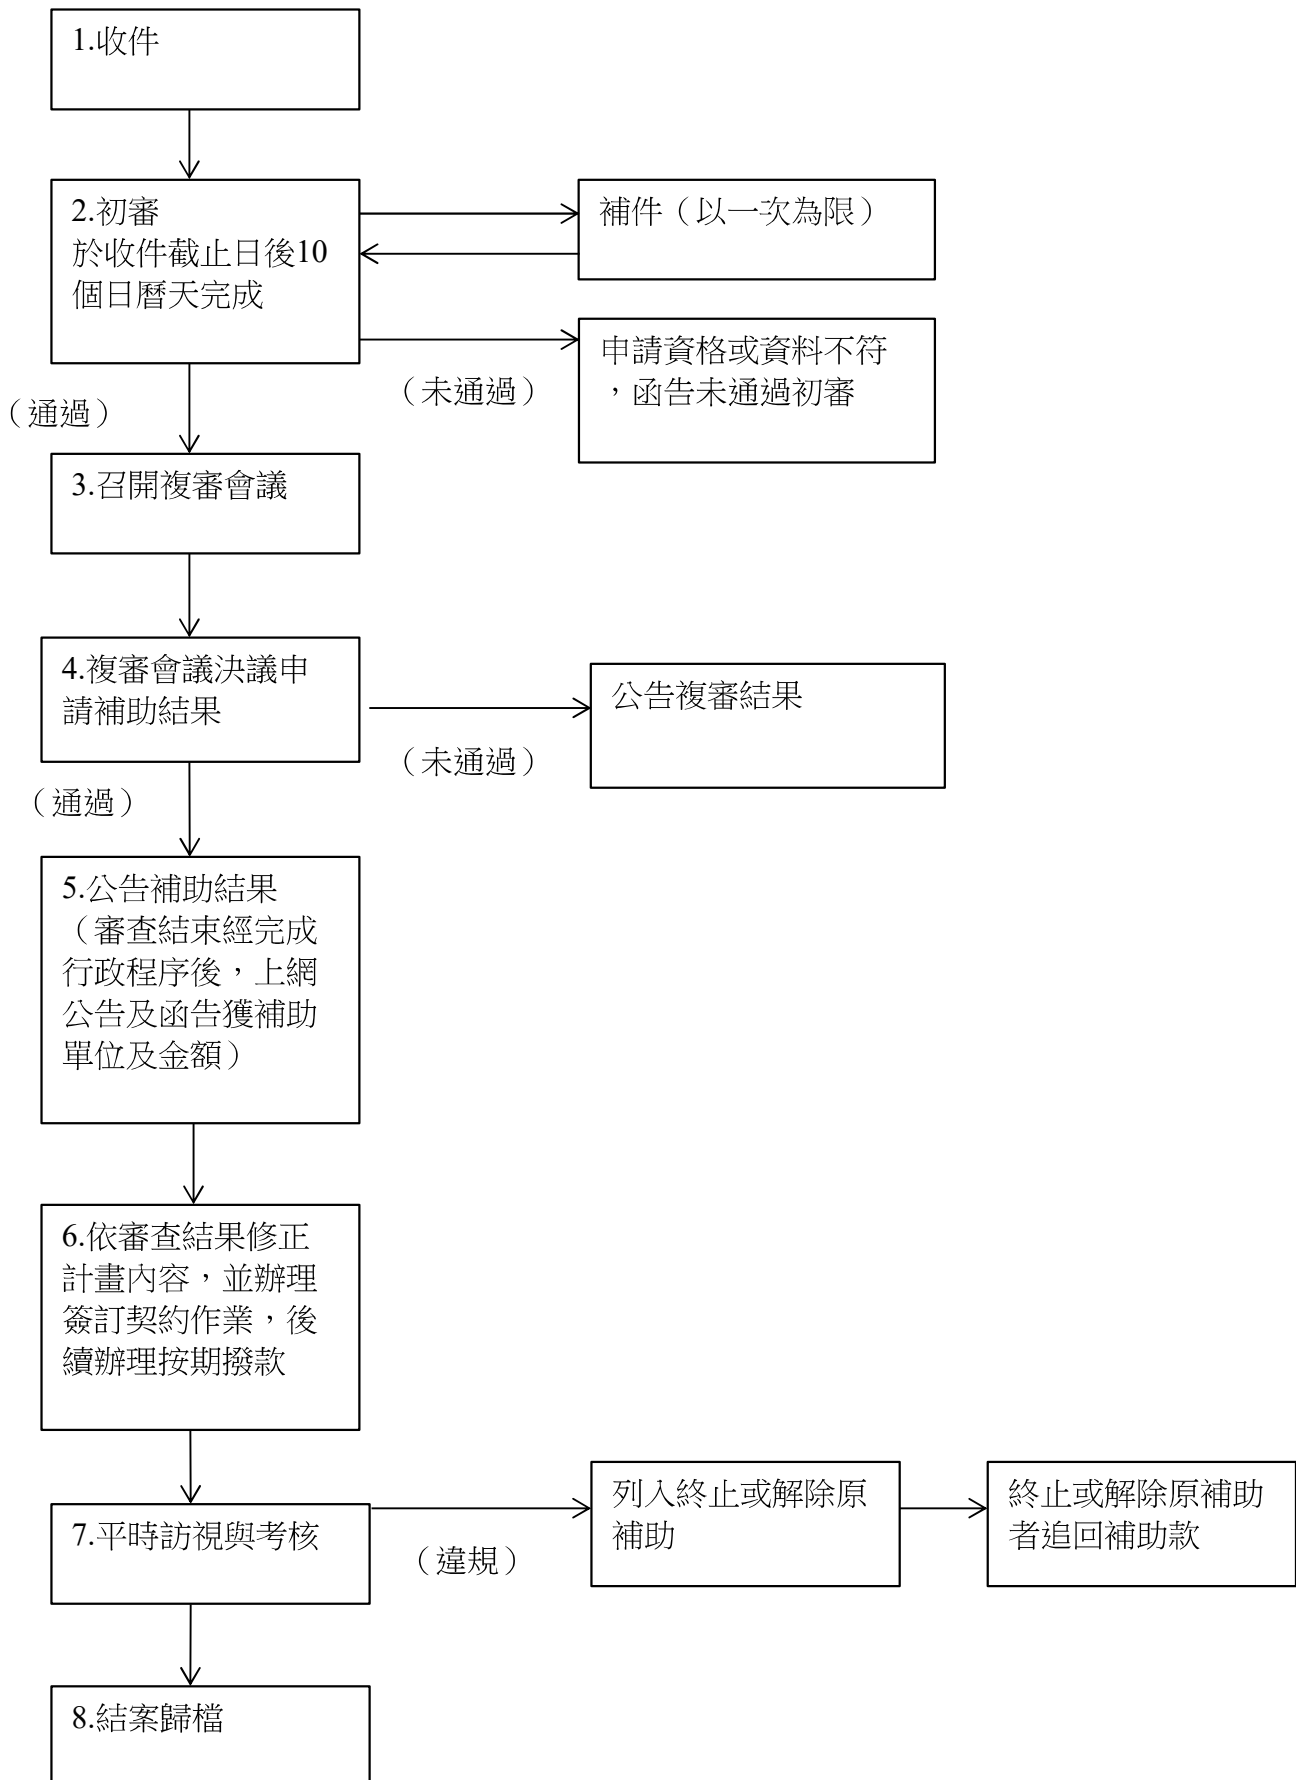 1.收件
2.初審
於收件截止日後10
個日曆天完成
補件（以一次為限）
申請資格或資料不符
，函告未通過初審
（未通過）
（通過）
3.召開複審會議
4.複審會議決議申
請補助結果
公告複審結果
（未通過）
（通過）
5.公告補助結果
（審查結束經完成
行政程序後，上網
公告及函告獲補助
單位及金額）
6.依審查結果修正
計畫內容，並辦理
簽訂契約作業，後
續辦理按期撥款
7.平時訪視與考核
（違規）
列入終止或解除原
補助
終止或解除原補助
者追回補助款
8.結案歸檔